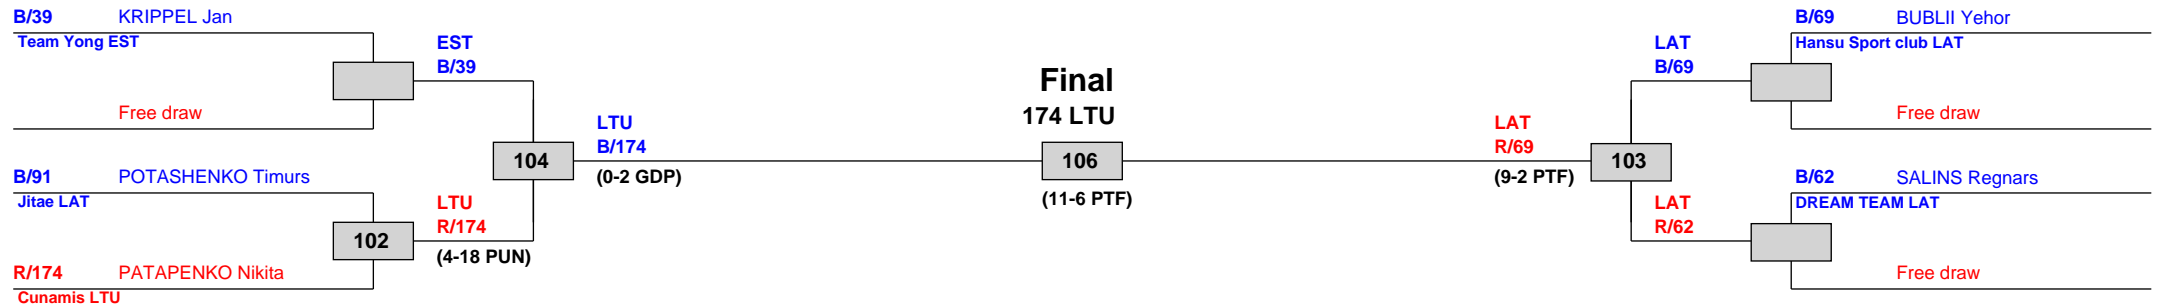 B/39 KRIPPEL Jan
Team Yong EST
Free draw
EST
B/39
B/91 POTASHENKO Timurs
Jitae LAT
102
R/174 PATAPENKO Nikita
Cunamis LTU
LTU
R/174
(4-18 PUN)
104
LTU
B/174
(0-2 GDP)
Final
174 LTU
106
(11-6 PTF)
LAT
R/69
(9-2 PTF)
103
LAT
B/69
LAT
R/62
B/69 BUBLII Yehor
Hansu Sport club LAT
Free draw
B/62 SALINS Regnars
DREAM TEAM LAT
Free draw